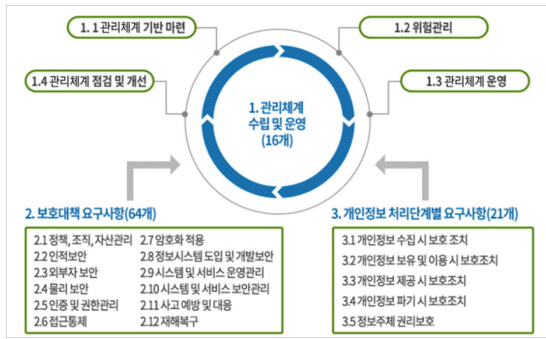 1. 1 관리체계 기반 마련
1.2 위험관리
1.4 관리체계 점검 및 개선
1.3 관리체계 운영
1. 관리체계
수립 및 운영
(16개)
2. 보호대책 요구사항(64개)
2.1 정책, 조직, 자산관리
2.2 인적보안
2.3 외부자 보안
2.4 물리 보안
2.5 인증 및 권한관리
2.6 접근통제
2.7 암호화 적용
2.8 정보시스템 도입 및 개발보안
2.9 시스템 및 서비스 운영관리
2.10 시스템 및 서비스 보안관리
2.11 사고 예방 및 대응
2.12 재해복구
3. 개인정보 처리단계별 요구사항(21개)
3.1 개인정보 수집 시 보호 조치
3.2 개인정보 보유 및 이용 시 보호조치
3.3 개인정보 제공 시 보호조치
3.4 개인정보 파기 시 보호조치
3.5 정보주체 권리보호